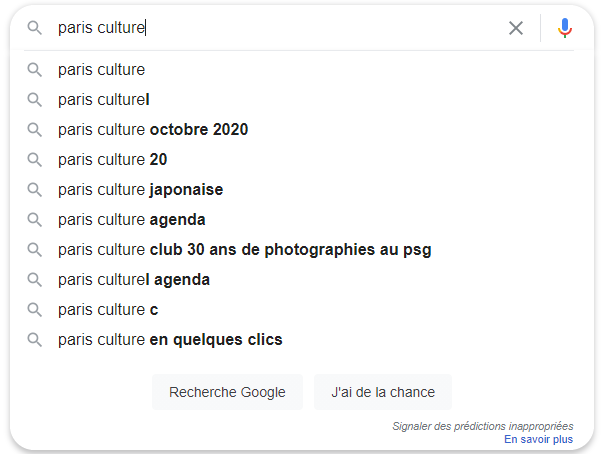 paris culture
paris culture
paris culturel
paris culture octobre 2020
paris culture 20
paris culture japonaise
paris culture agenda
paris culture club 30 ans de photographies au psg
paris culturel agenda
paris culture c
paris culture en quelques clics
Recherche Google J'ai de la chance
Signaler des prédictions inappropriées
En savoir plus